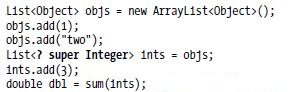 List<Object> objs = new ArrayList<Object>();
objs.add(1);
objs.add("two");
List<? super Integer> ints = objs;
ints.add(3);
double dbl = sum(ints);